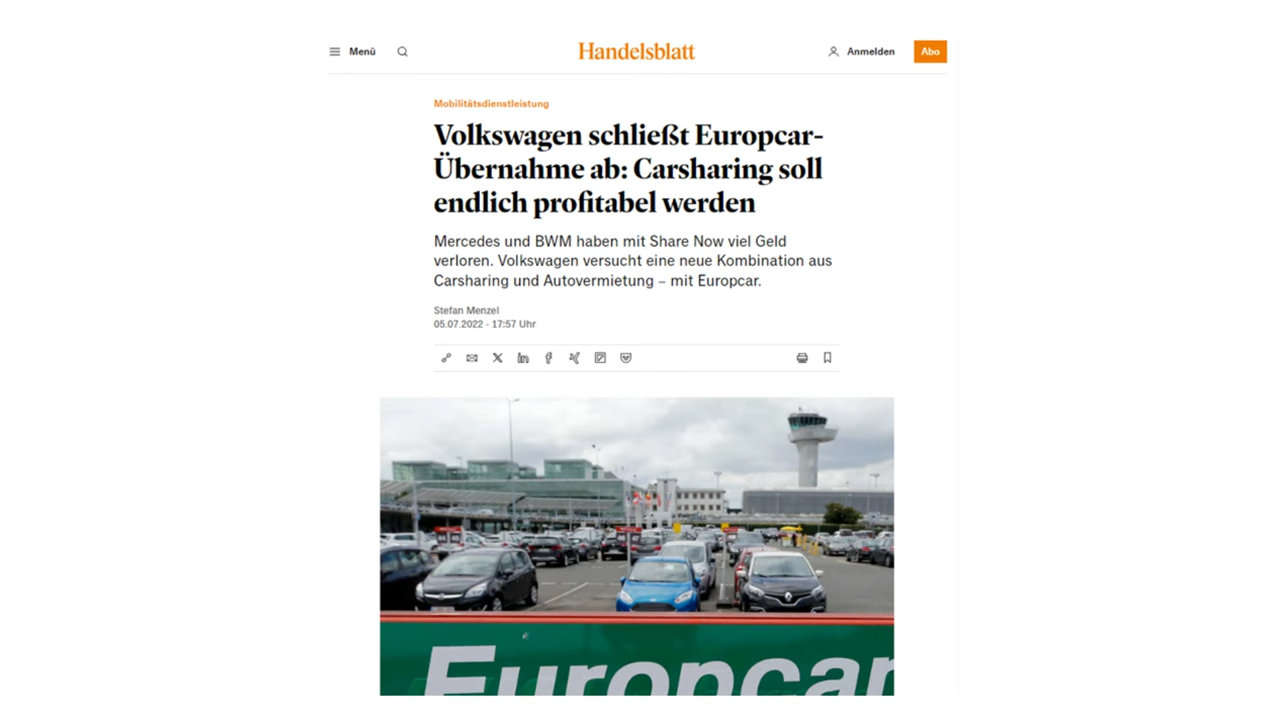 Menü
Handelsblatt
Anmelden
Abo
Mobilitätsdienstleistung
Volkswagen schließt Europcar-
Übernahme ab: Carsharing soll
endlich profitabel werden
Mercedes und BWM haben mit Share Now viel Geld
verloren. Volkswagen versucht eine neue Kombination aus
Carsharing und Autovermietung – mit Europcar.
Stefan Menzel
05.07.2022 - 17:57 Uhr
Europcar